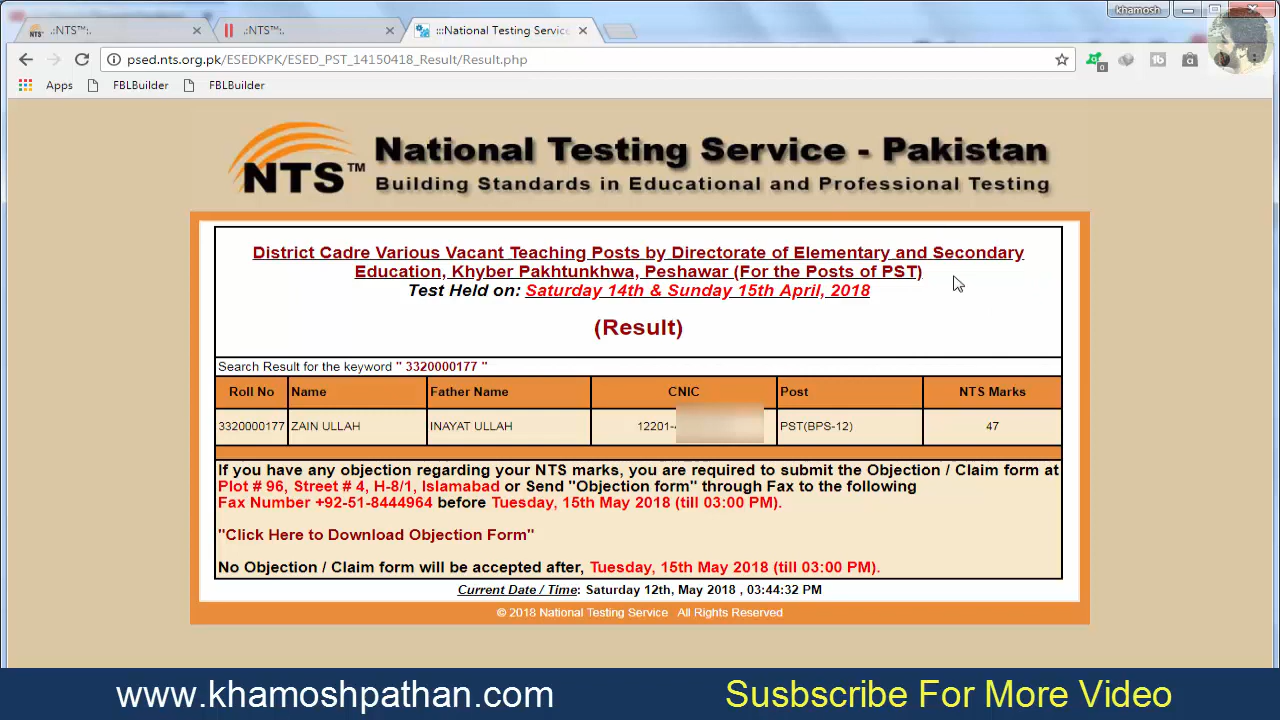 khamosh
.:NTS™:.
.:NTS™:.
:::National Testing Service
psed.nts.org.pk/ESEDKPK/ESED_PST_14150418_Result/Result.php
Apps FBLBuilder FBLBuilder
NTS™
National Testing Service - Pakistan
Building Standards in Educational and Professional Testing
District Cadre Various Vacant Teaching Posts by Directorate of Elementary and Secondary
Education, Khyber Pakhtunkhwa, Peshawar (For the Posts of PST)
Test Held on: Saturday 14th & Sunday 15th April, 2018
(Result)
Search Result for the keyword " 3320000177 "
Roll No Name Father Name CNIC Post NTS Marks
3320000177 ZAIN ULLAH INAYAT ULLAH 12201- PST(BPS-12) 47
If you have any objection regarding your NTS marks, you are required to submit the Objection / Claim form at
Plot # 96, Street # 4, H-8/1, Islamabad or Send "Objection form" through Fax to the following
Fax Number +92-51-8444964 before Tuesday, 15th May 2018 (till 03:00 PM).
"Click Here to Download Objection Form"
No Objection / Claim form will be accepted after, Tuesday, 15th May 2018 (till 03:00 PM).
Current Date / Time: Saturday 12th, May 2018 , 03:44:32 PM
© 2018 National Testing Service All Rights Reserved
www.khamoshpathan.com Susbscribe For More Video